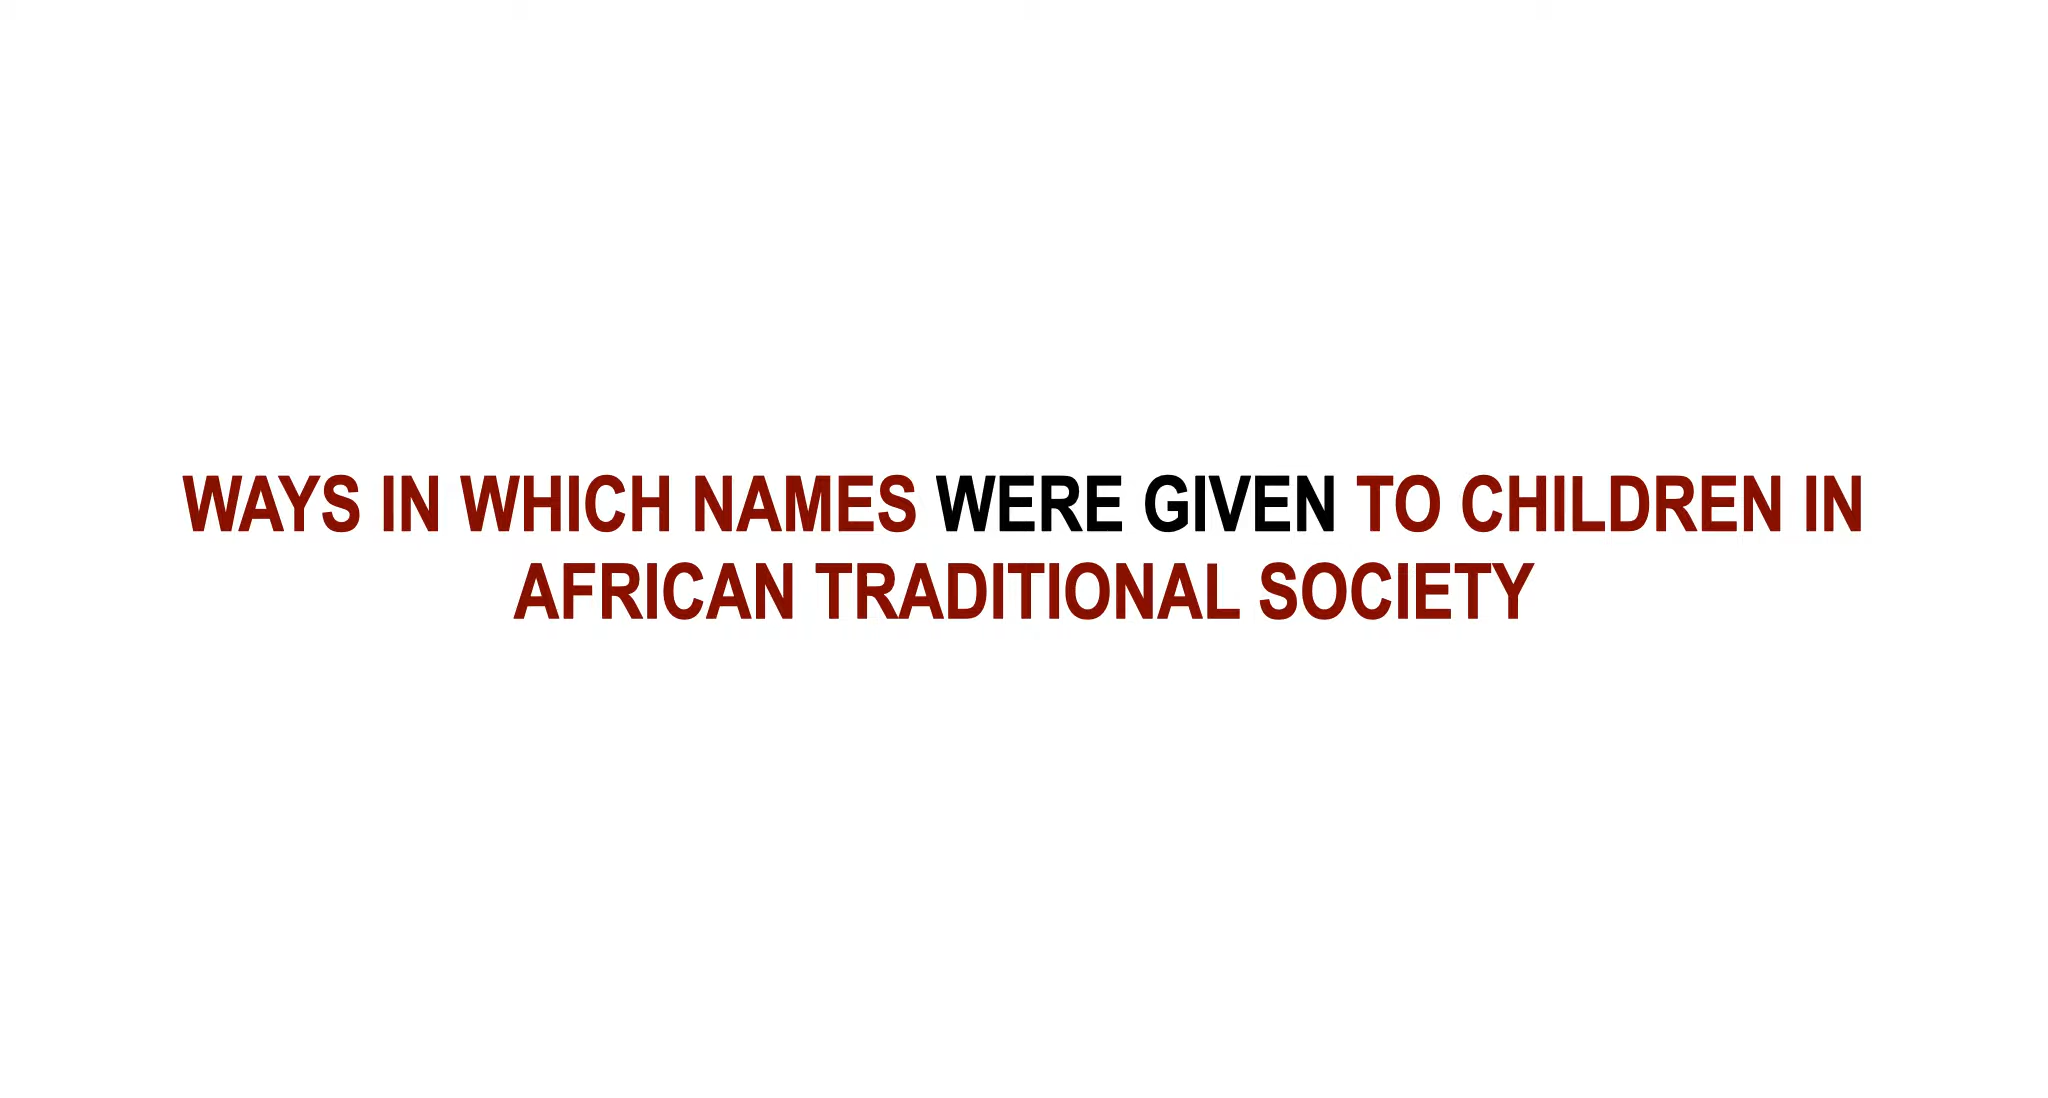 WAYS IN WHICH NAMES WERE GIVEN TO CHILDREN IN
AFRICAN TRADITIONAL SOCIETY